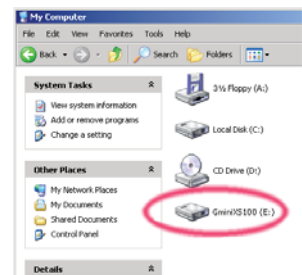 My Computer
File Edit View Favorites Tools Help
Back Search Folders
System Tasks
View system information
Add or remove programs
Change a setting
Other Places
My Network Places
My Documents
Shared Documents
Control Panel
Details
3½ Floppy (A:)
Local Disk (C:)
CD Drive (D:)
GminiXS100 (E:)